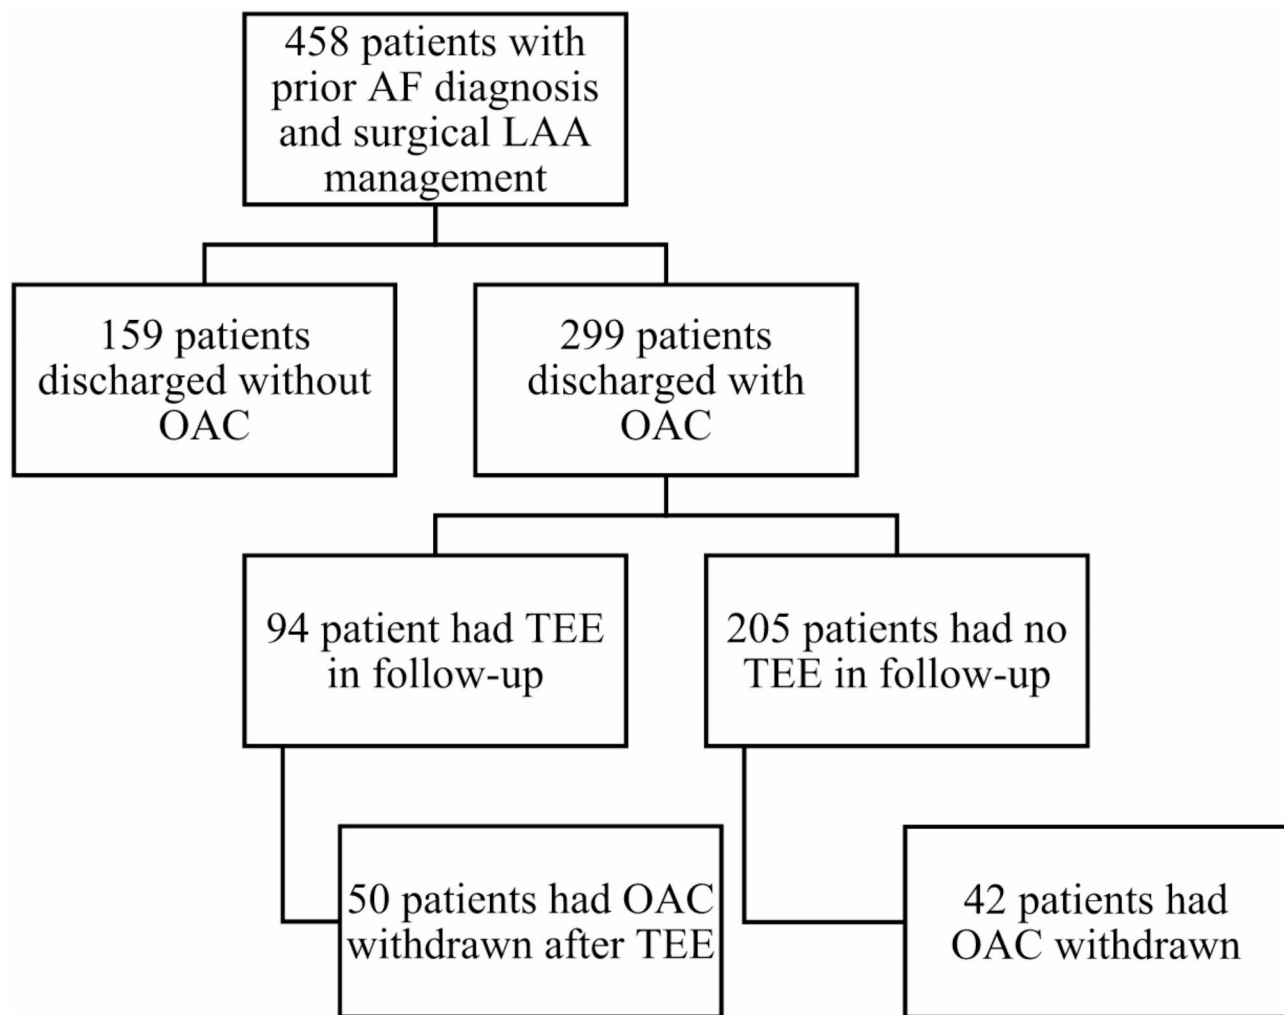 458 patients with
prior AF diagnosis
and surgical LAA
management
159 patients
discharged without
OAC
299 patients
discharged with
OAC
94 patient had TEE
in follow-up
205 patients had no
TEE in follow-up
50 patients had OAC
withdrawn after TEE
42 patients had
OAC withdrawn